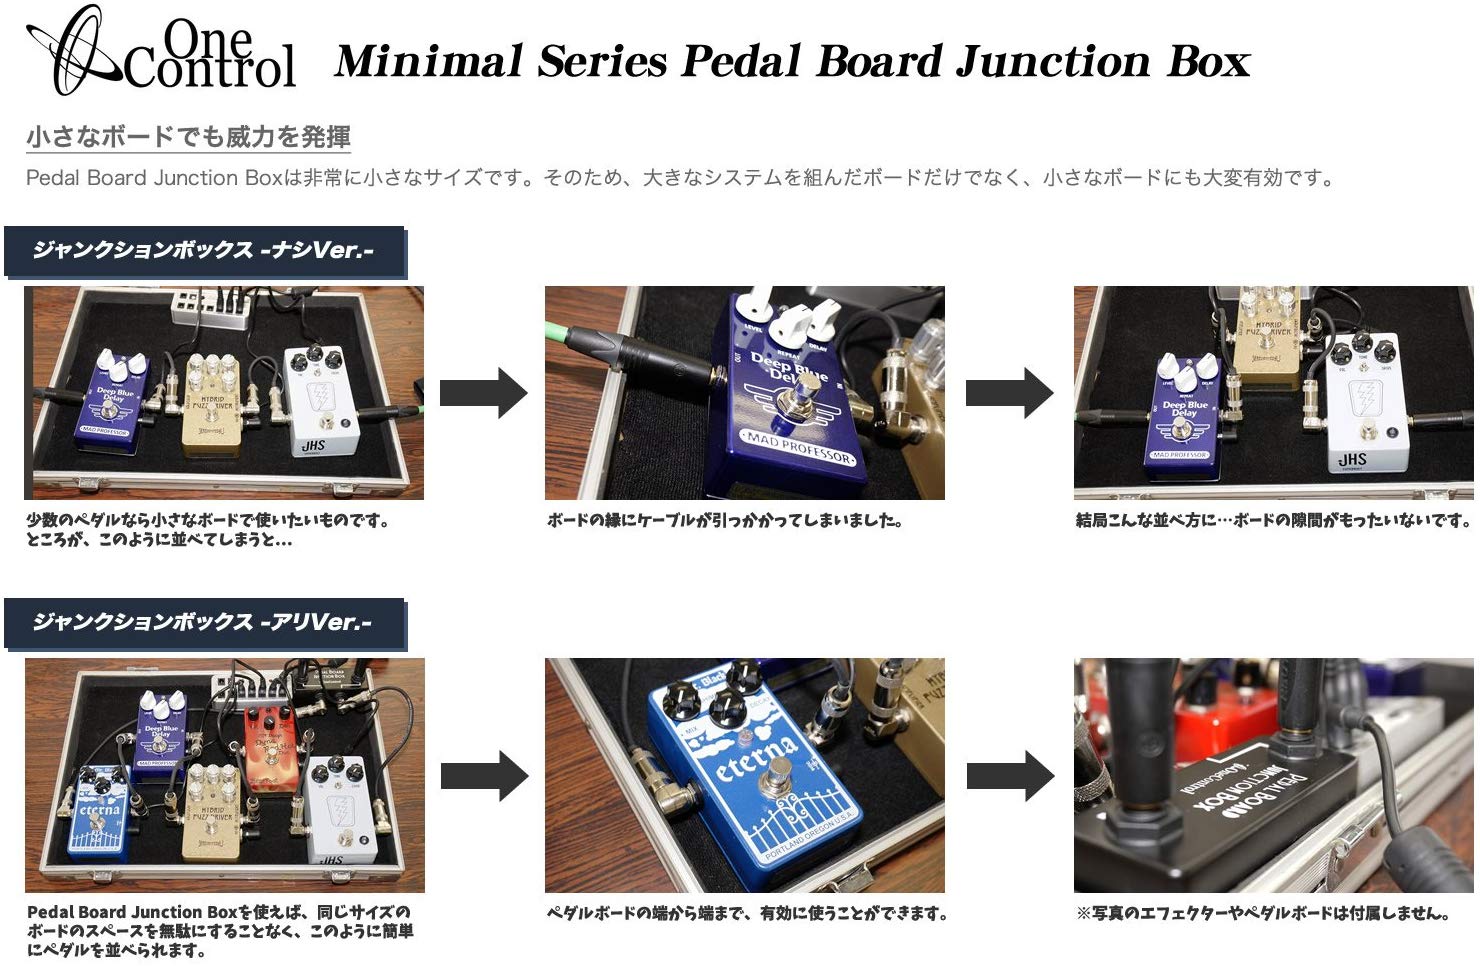 One
Control
Minimal Series Pedal Board Junction Box
小さなボードでも威力を発揮
Pedal Board Junction Boxは非常に小さなサイズです。そのため、大きなシステムを組んだボードだけでなく、小さなボードにも大変有効です。
ジャンクションボックス -ナシVer.-
Deep Blue
Delay
MAD PROFESSOR
HYBRID
FUZZ DRIVER
JHS
LEVEL
REPEAT
DELAY
OUT
IN
Deep Blue
Delay
MAD PROFESSOR
HYBRID
FUZZ DRIVER
Deep Blue
Delay
MAD PROFESSOR
JHS
少数のペダルなら小さなボードで使いたいものです。
ところが、このように並べてしまうと…
ボードの縁にケーブルが引っかかってしまいました。
結局こんな並べ方に…ボードの隙間がもったいないです。
ジャンクションボックス -アリVer.-
PEDAL BOARD
JUNCTION BOX
Deep Blue
Delay
MAD PROFESSOR
eterna
HYBRID
FUZZ DRIVER
JHS
MIX
DECAY
eterna
PORTLAND OREGON U.S.A.
HYBRID
FUZZ DRIVER
PEDAL BOARD
JUNCTION BOX
OneControl
Pedal Board Junction Boxを使えば、同じサイズの
ボードのスペースを無駄にすることなく、このように簡単
にペダルを並べられます。
ペダルボードの端から端まで、有効に使うことができます。
※写真のエフェクターやペダルボードは付属しません。